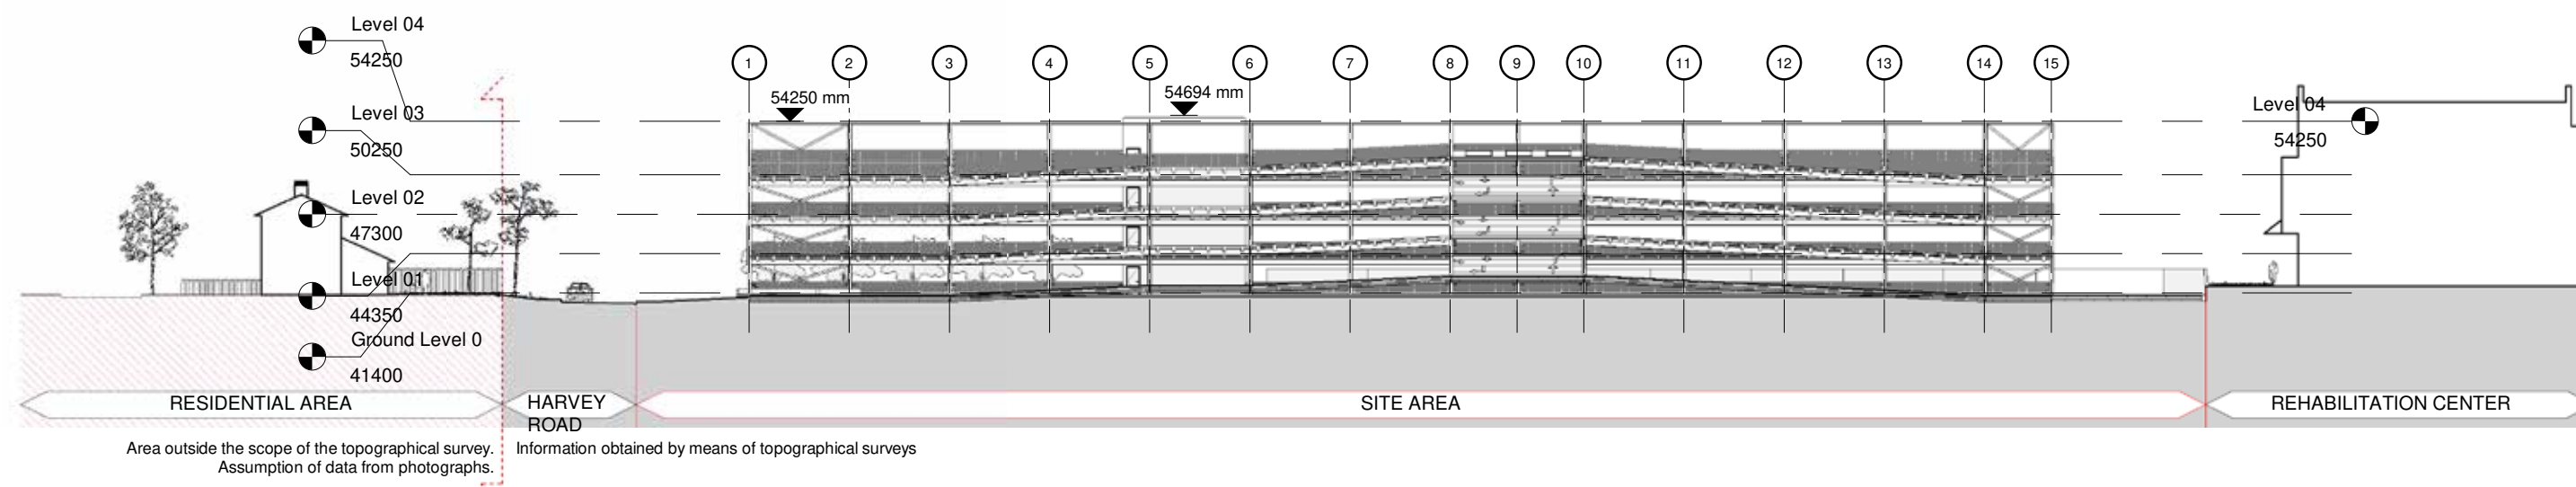 Level 04
54250
Level 03
50250
Level 02
47300
Level 01
44350
Ground Level 0
41400
1 2 3 4 5 6 7 8 9 10 11 12 13 14 15
54250 mm
54694 mm
Level 04
54250
RESIDENTIAL AREA
HARVEY
ROAD
SITE AREA
REHABILITATION CENTER
Area outside the scope of the topographical survey.
Assumption of data from photographs.
Information obtained by means of topographical surveys